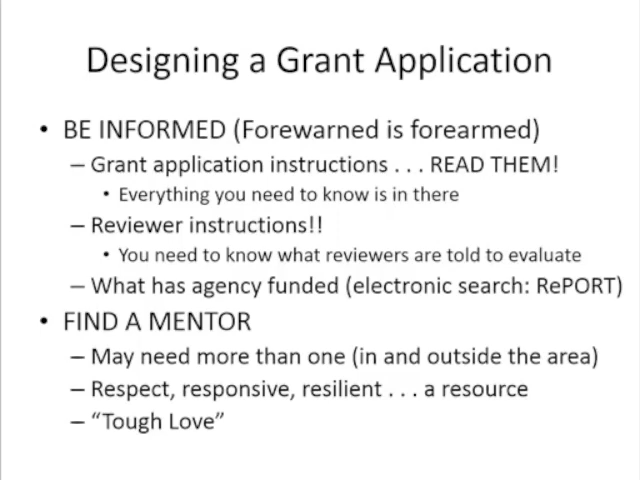 Designing a Grant Application
• BE INFORMED (Forewarned is forearmed)
– Grant application instructions . . . READ THEM!
• Everything you need to know is in there
– Reviewer instructions!!
• You need to know what reviewers are told to evaluate
– What has agency funded (electronic search: RePORT)
• FIND A MENTOR
– May need more than one (in and outside the area)
– Respect, responsive, resilient . . . a resource
– “Tough Love”